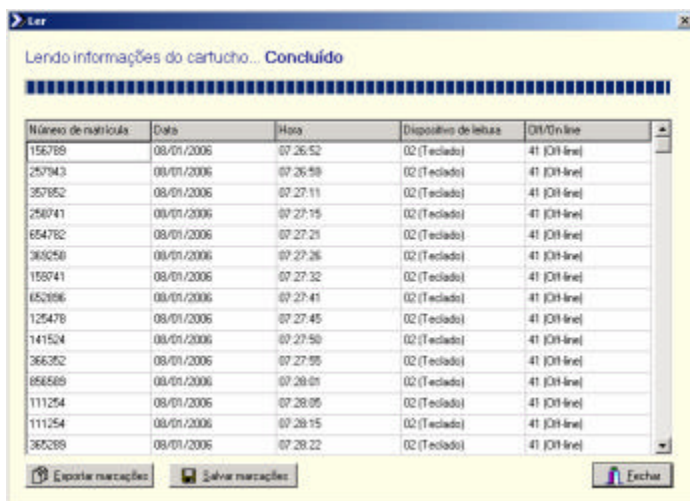 Ler
Lendo informações do cartucho... Concluído
Número de matrícula Data Hora Dispositivo de leitura Off/On line
156789 08/01/2006 07:26:52 02 (Teclado) 41 (Off-line)
257943 08/01/2006 07:26:59 02 (Teclado) 41 (Off-line)
357852 08/01/2006 07:27:11 02 (Teclado) 41 (Off-line)
258741 08/01/2006 07:27:15 02 (Teclado) 41 (Off-line)
654782 08/01/2006 07:27:21 02 (Teclado) 41 (Off-line)
369258 08/01/2006 07:27:26 02 (Teclado) 41 (Off-line)
159741 08/01/2006 07:27:32 02 (Teclado) 41 (Off-line)
08/01/2006 07:27:41 02 (Teclado) 41 (Off-line)
125478 08/01/2006 07:27:45 02 (Teclado) 41 (Off-line)
141524 08/01/2006 07:27:50 02 (Teclado) 41 (Off-line)
366352 08/01/2006 07:27:55 02 (Teclado) 41 (Off-line)
08/01/2006 07:28:01 02 (Teclado) 41 (Off-line)
111254 08/01/2006 07:28:05 02 (Teclado) 41 (Off-line)
111254 08/01/2006 07:28:15 02 (Teclado) 41 (Off-line)
365289 08/01/2006 07:28:22 02 (Teclado) 41 (Off-line)
Exportar marcações Salvar marcações Fechar